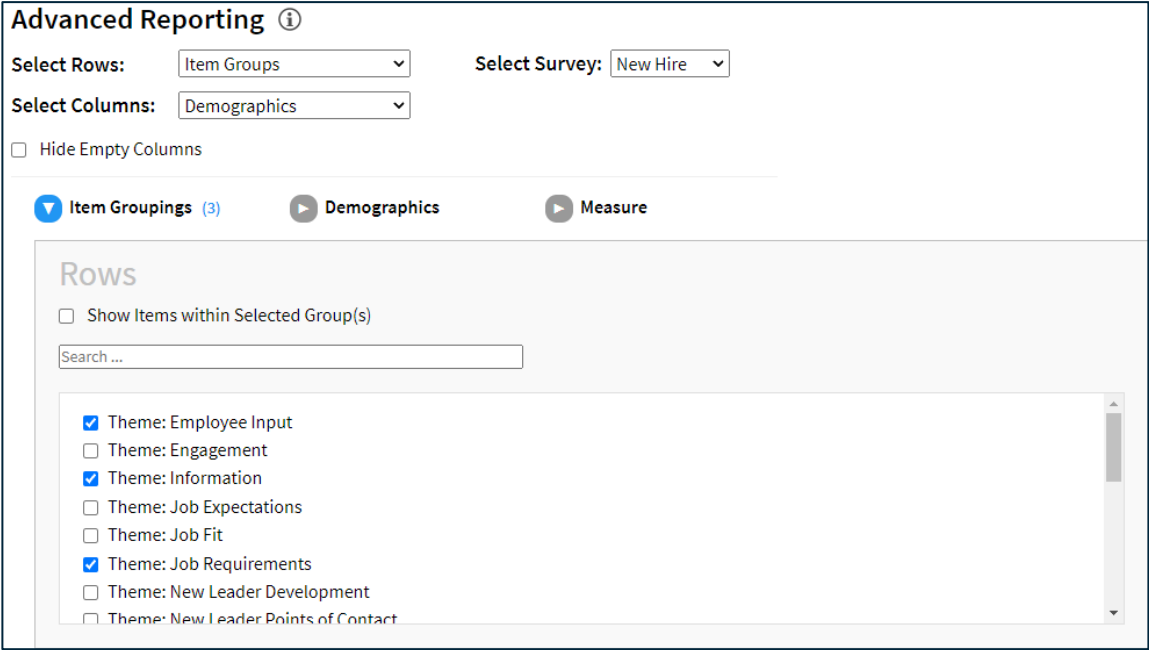 Advanced Reporting
Select Rows: Item Groups Select Survey: New Hire
Select Columns: Demographics
Hide Empty Columns
Item Groupings (3) Demographics Measure
Rows
Show Items within Selected Group(s)
Search ...
Theme: Employee Input
Theme: Engagement
Theme: Information
Theme: Job Expectations
Theme: Job Fit
Theme: Job Requirements
Theme: New Leader Development
Theme: New Leader Points of Contact